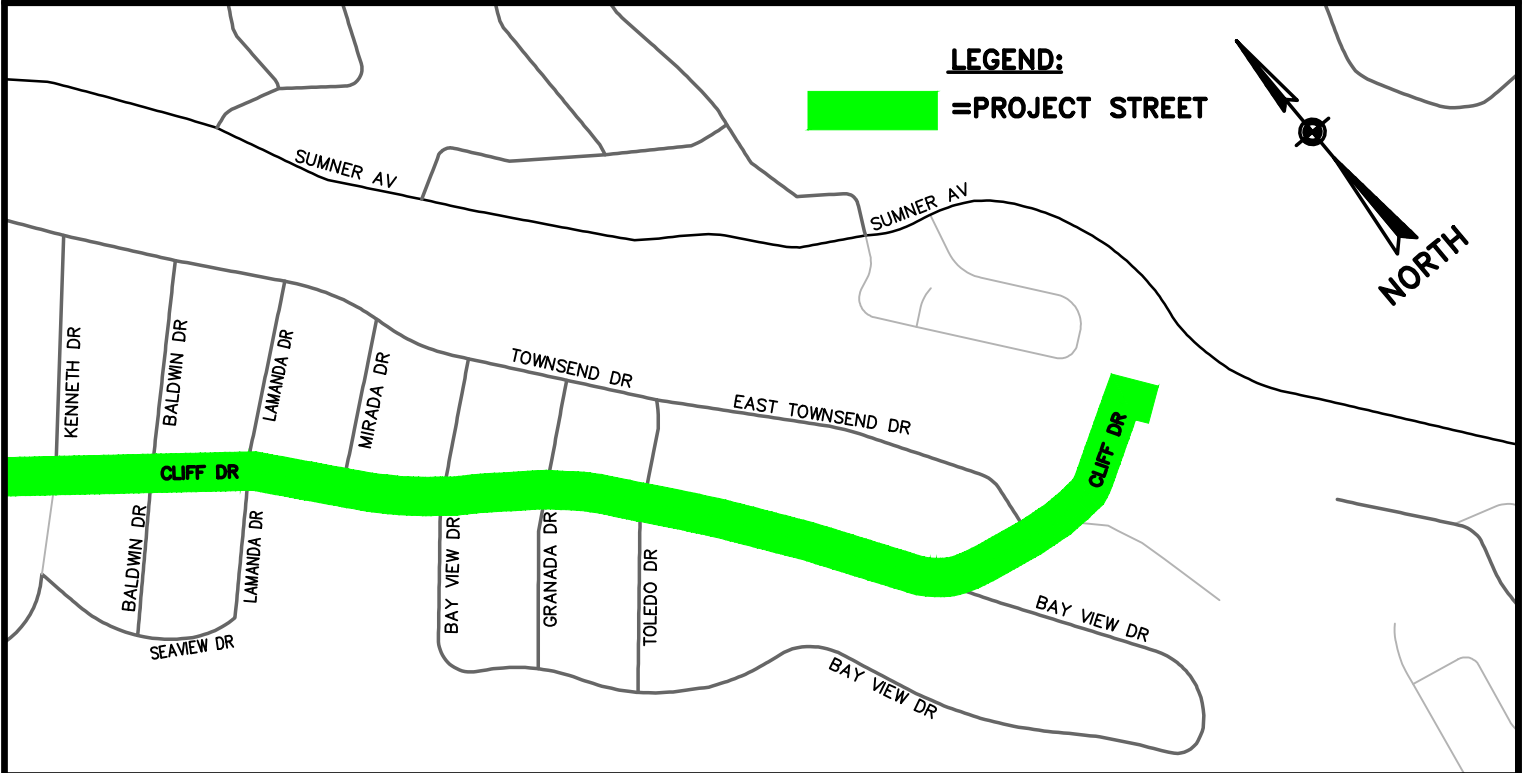 LEGEND:
=PROJECT STREET
NORTH
SUMNER AV
SUMNER AV
KENNETH DR
BALDWIN DR
LAMANDA DR
MIRADA DR
TOWNSEND DR
EAST TOWNSEND DR
CLIFF DR
CLIFF DR
BALDWIN DR
LAMANDA DR
BAY VIEW DR
GRANADA DR
TOLEDO DR
BAY VIEW DR
SEAVIEW DR
BAY VIEW DR